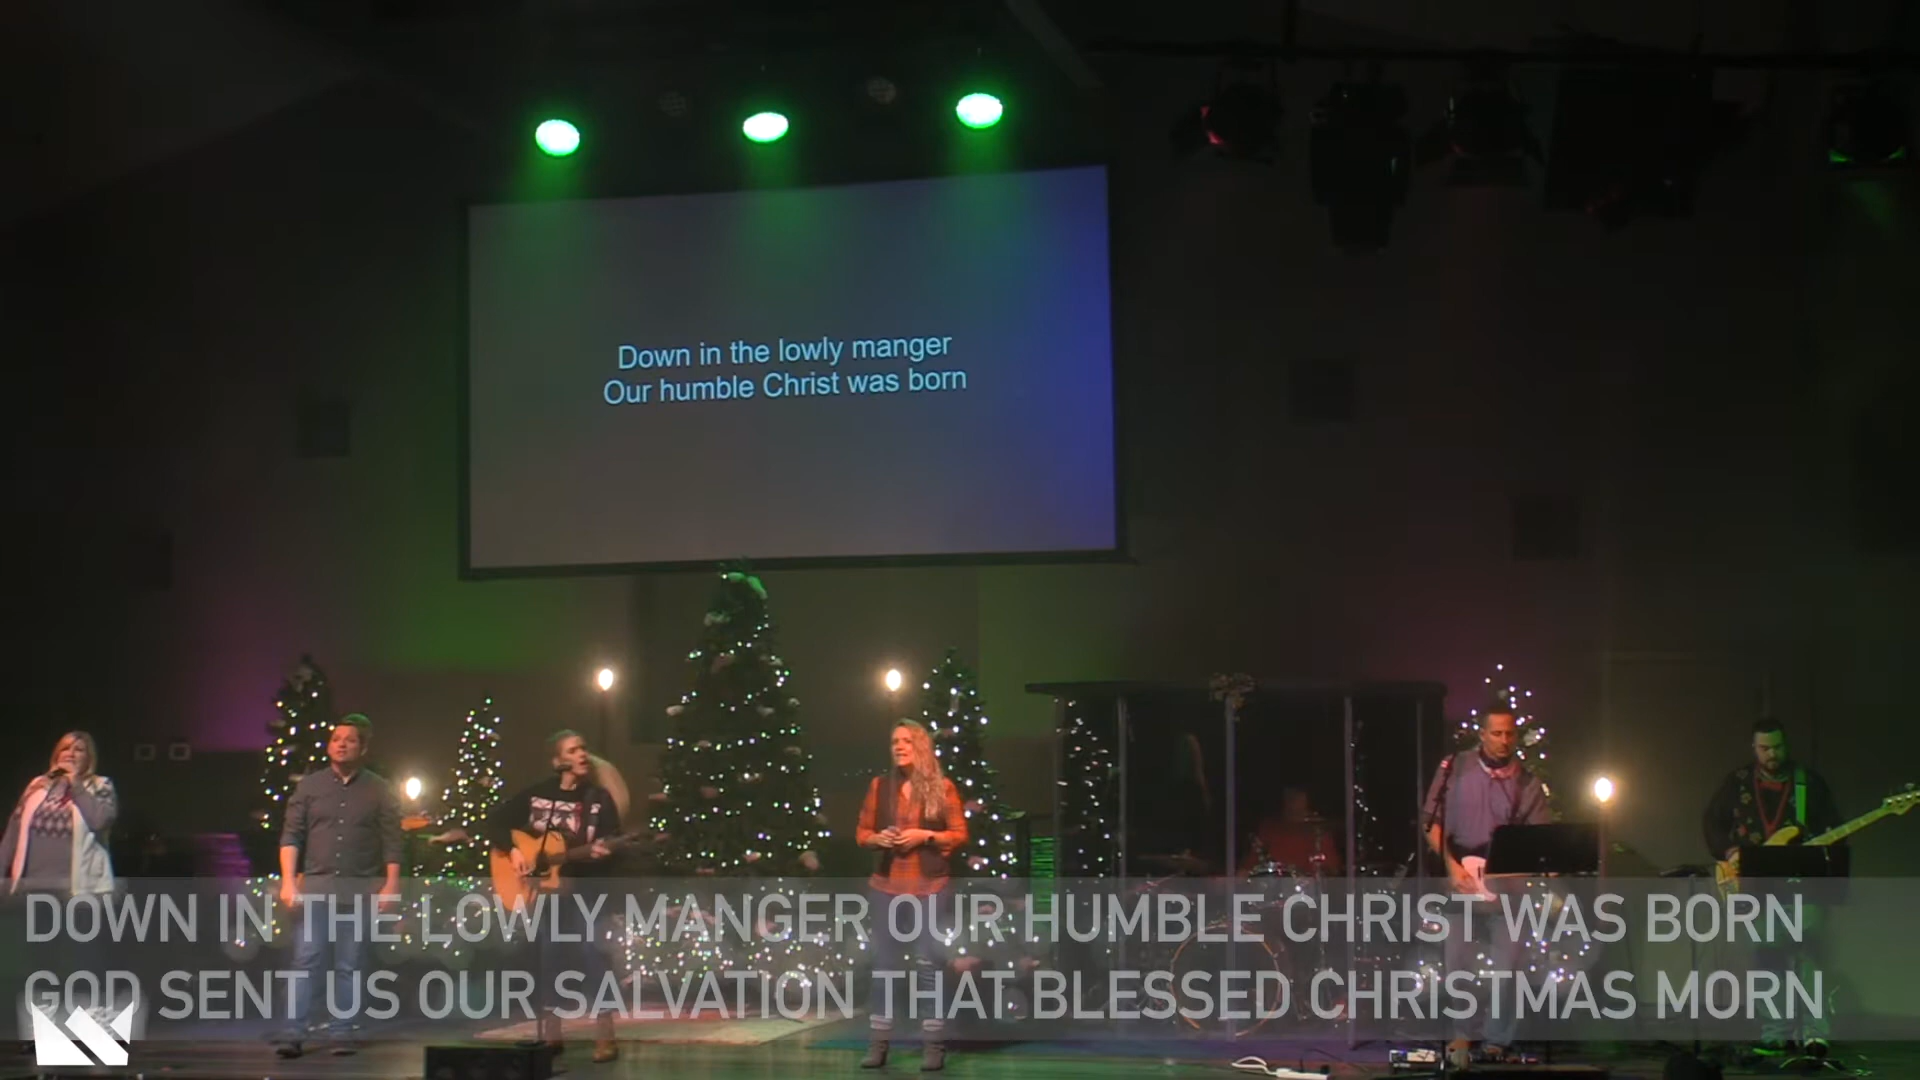 Down in the lowly manger
Our humble Christ was born
DOWN IN THE LOWLY MANGER OUR HUMBLE CHRIST WAS BORN
GOD SENT US OUR SALVATION THAT BLESSED CHRISTMAS MORN